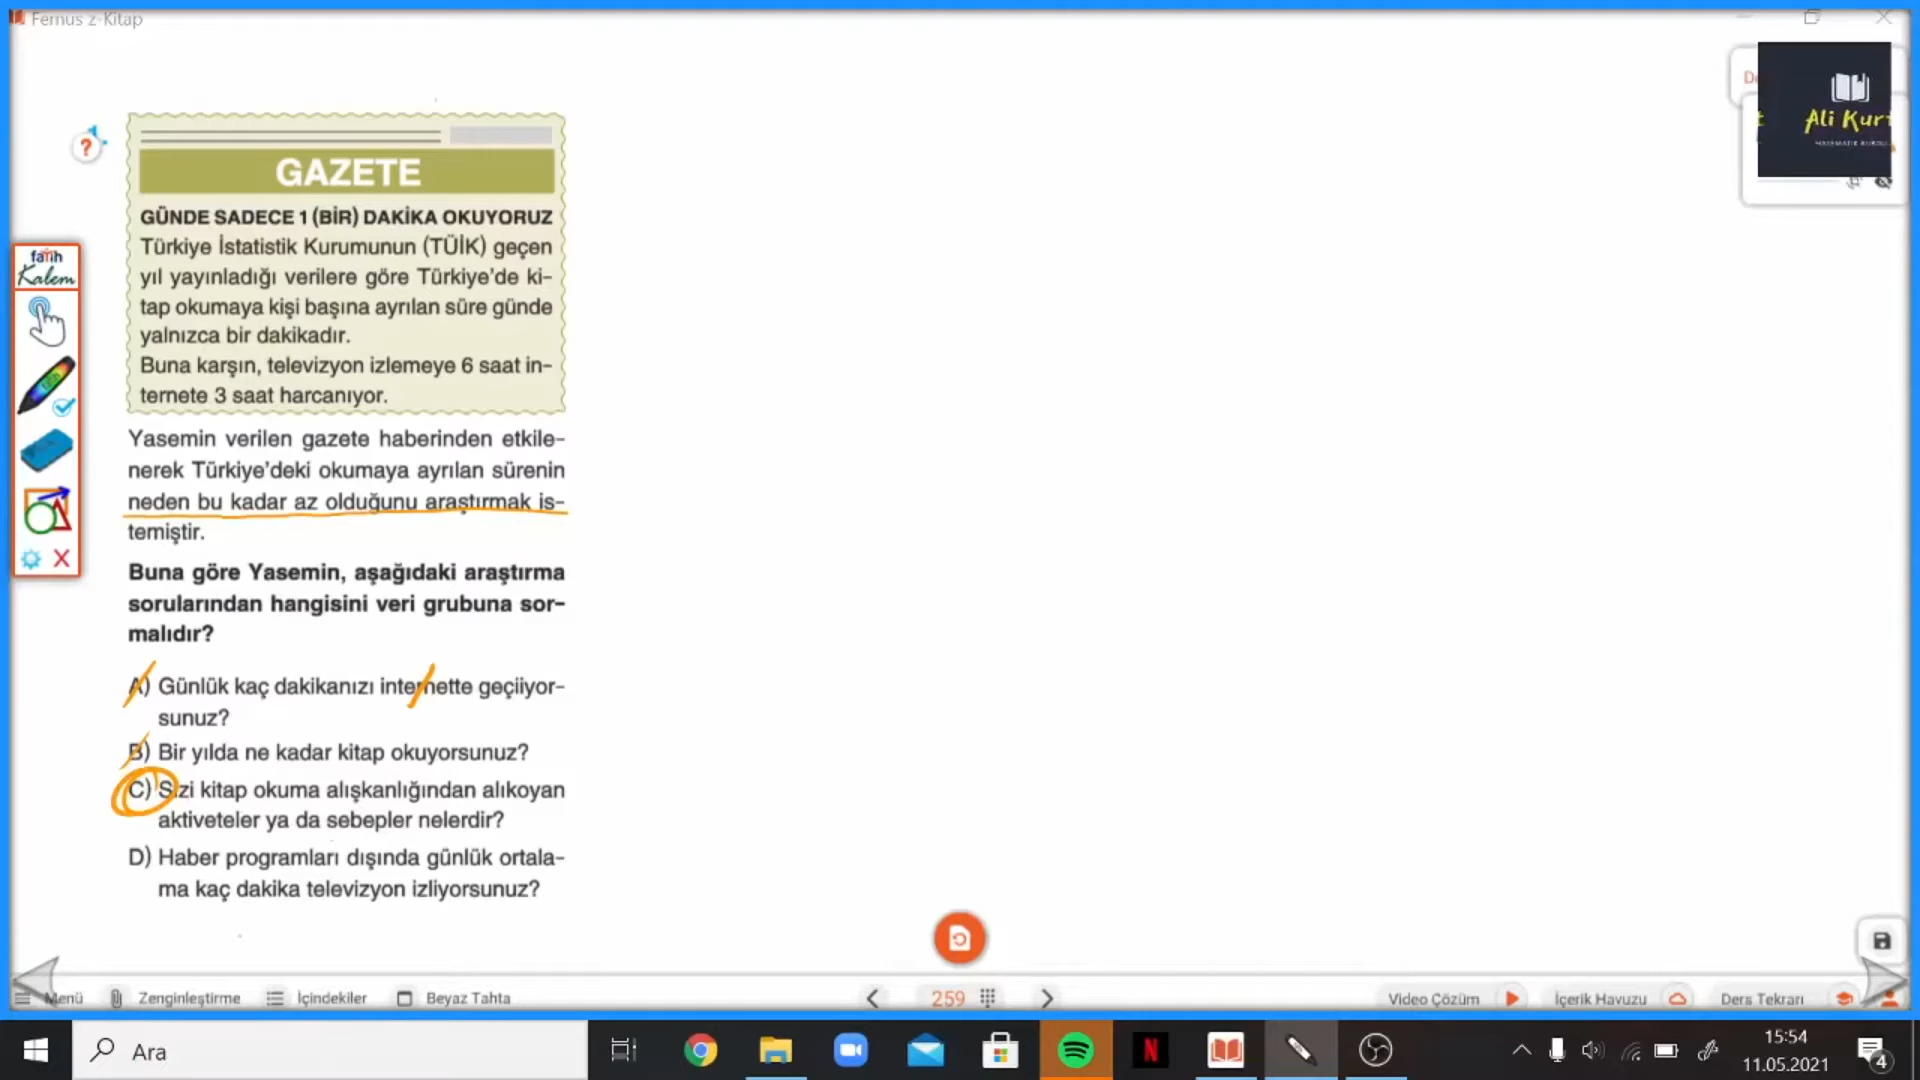 Fernus z-Kitap
Ali Kurt
GAZETE
GÜNDE SADECE 1 (BİR) DAKİKA OKUYORUZ
Türkiye İstatistik Kurumunun (TÜİK) geçen
yıl yayınladığı verilere göre Türkiye'de ki-
tap okumaya kişi başına ayrılan süre günde
yalnızca bir dakikadır.
Buna karşın, televizyon izlemeye 6 saat in-
ternete 3 saat harcanıyor.
fatih
Kalem
Yasemin verilen gazete haberinden etkile-
nerek Türkiye'deki okumaya ayrılan sürenin
neden bu kadar az olduğunu araştırmak is-
temiştir.
Buna göre Yasemin, aşağıdaki araştırma
sorularından hangisini veri grubuna sor-
malıdır?
A) Günlük kaç dakikanızı internette geçiiyor-
sunuz?
B) Bir yılda ne kadar kitap okuyorsunuz?
C) Sizi kitap okuma alışkanlığından alıkoyan
aktiveteler ya da sebepler nelerdir?
D) Haber programları dışında günlük ortala-
ma kaç dakika televizyon izliyorsunuz?
Menü Zenginleştirme İçindekiler Beyaz Tahta 259 Video Çözüm İçerik Havuzu Ders Tekrarı
Ara
15:54
11.05.2021
4